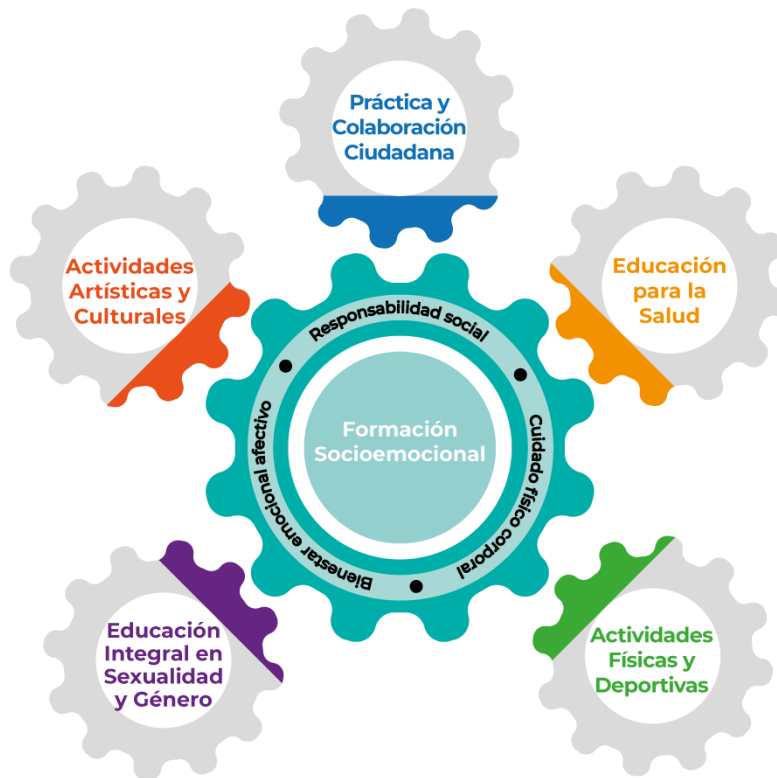 Práctica y
Colaboración
Ciudadana
Actividades
Artísticas y
Culturales
Educación
para la
Salud
Responsabilidad social
Cuidado físico corporal
Bienestar emocional afectivo
Formación
Socioemocional
Educación
Integral en
Sexualidad
y Género
Actividades
Físicas y
Deportivas